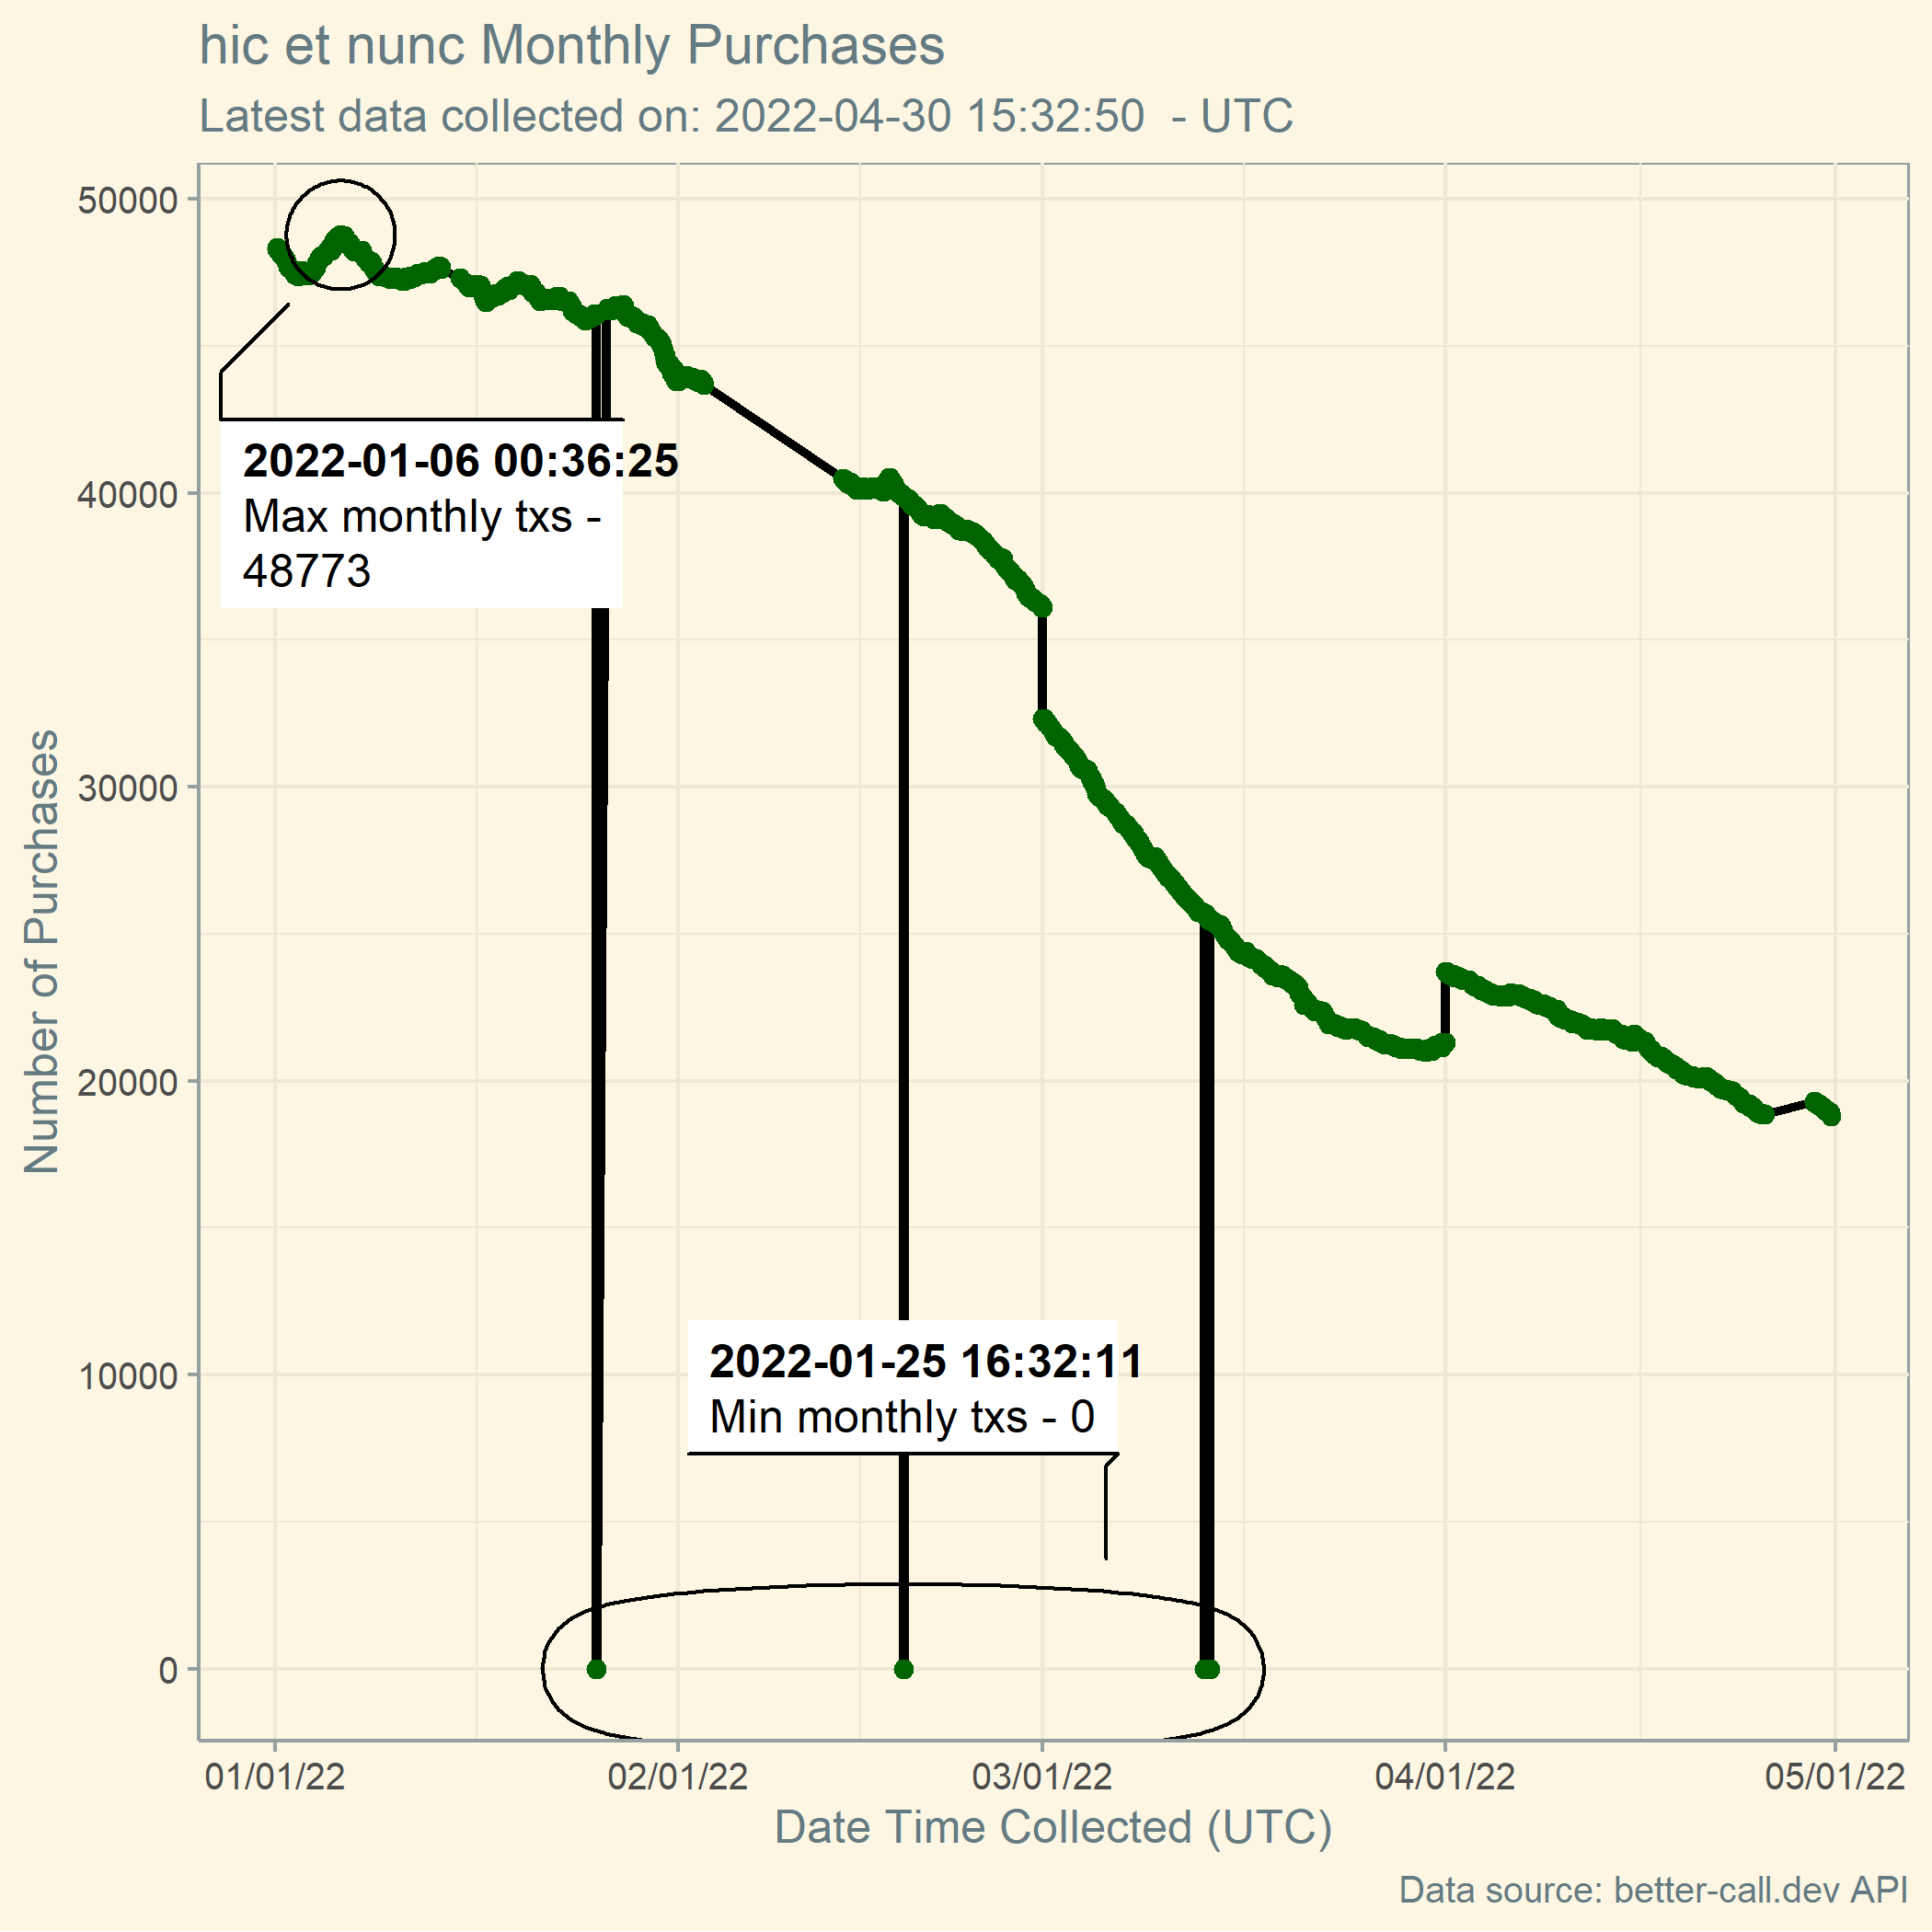 hic et nunc Monthly Purchases
Latest data collected on: 2022-04-30 15:32:50 - UTC
Number of Purchases
50000
40000
30000
20000
10000
0
2022-01-06 00:36:25
Max monthly txs -
48773
2022-01-25 16:32:11
Min monthly txs - 0
01/01/22
02/01/22
03/01/22
04/01/22
05/01/22
Date Time Collected (UTC)
Data source: better-call.dev API